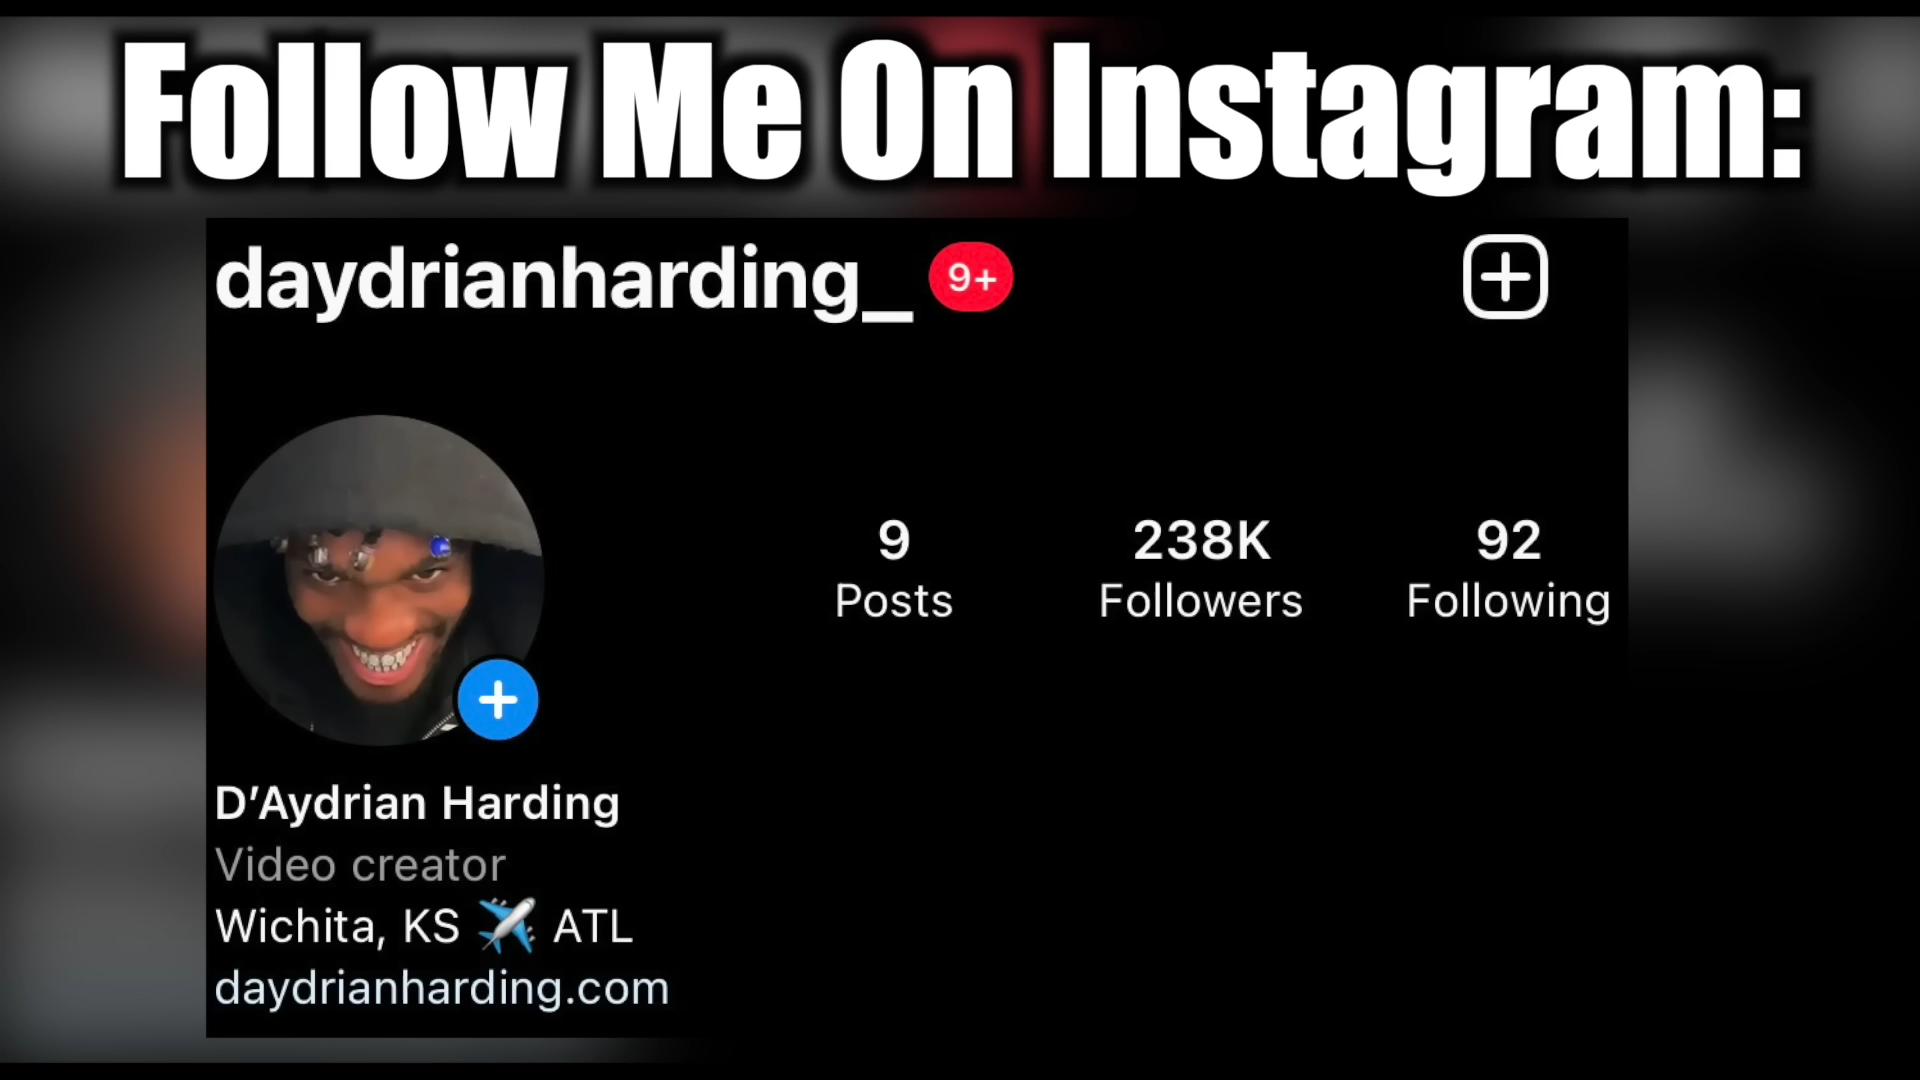 Follow Me On Instagram:
daydrianharding_ 9+
9 238K 92
Posts Followers Following
D’Aydrian Harding
Video creator
Wichita, KS ✈️ ATL
daydrianharding.com